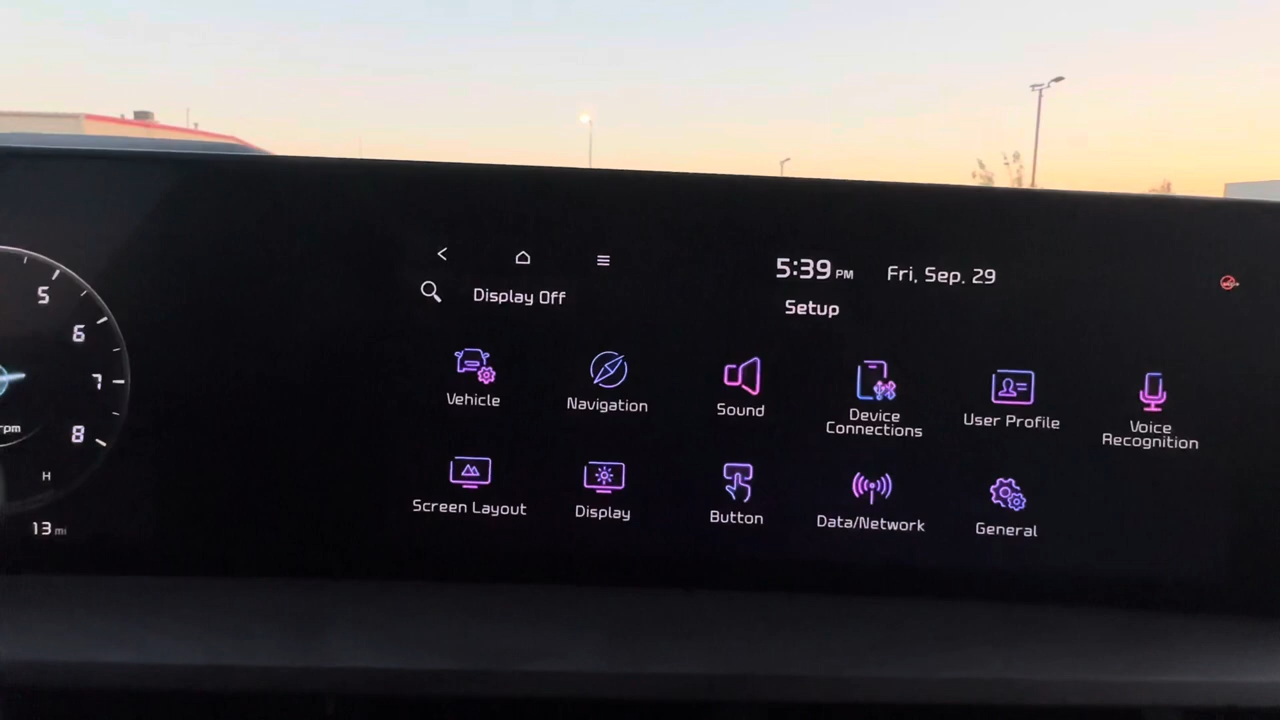 5:39 PM Fri, Sep. 29
Display Off
Setup
Vehicle
Navigation
Sound
Device
Connections
User Profile
Voice
Recognition
Screen Layout
Display
Button
Data/Network
General
5
6
7
8
rpm
H
13 mi